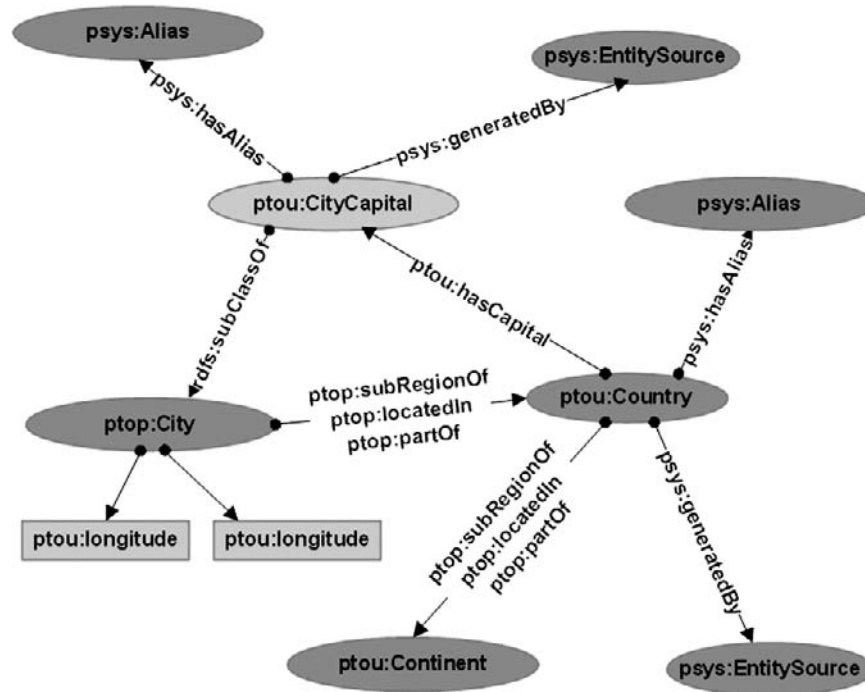 psys:Alias
psys:EntitySource
psys:hasAlias
psys:generatedBy
ptou:CityCapital
psys:Alias
rdfs:subClassOf
ptou:hasCapital
psys:hasAlias
ptop:subRegionOf
ptop:locatedIn
ptop:partOf
ptop:City
ptou:Country
ptou:longitude
ptou:longitude
ptop:subRegionOf
ptop:locatedIn
ptop:partOf
psys:generatedBy
ptou:Continent
psys:EntitySource